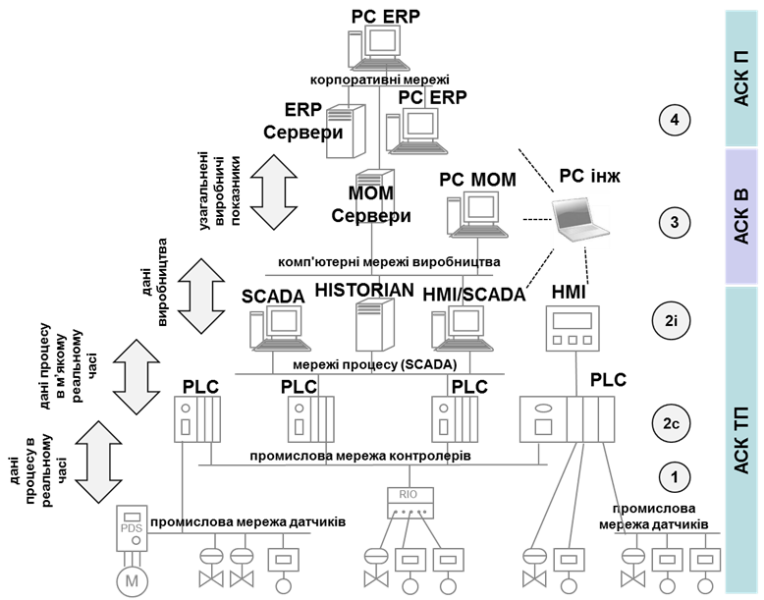 PC ERP
корпоративні мережі
PC ERP
ERP
Сервери
4
АСК П
узагальнені
виробничі
показники
MOM
Сервери
PC MOM
PC інж
3
АСК В
комп'ютерні мережі виробництва
дані
виробництва
SCADA
HISTORIAN
HMI/SCADA
HMI
2і
мережі процесу (SCADA)
дані процесу
в м'якому
реальному
часі
PLC
PLC
PLC
PLC
2с
АСК ТП
промислова мережа контролерів
1
дані
процесу в
реальному
часі
RIO
PDS
промислова мережа датчиків
промислова
мережа датчиків
M